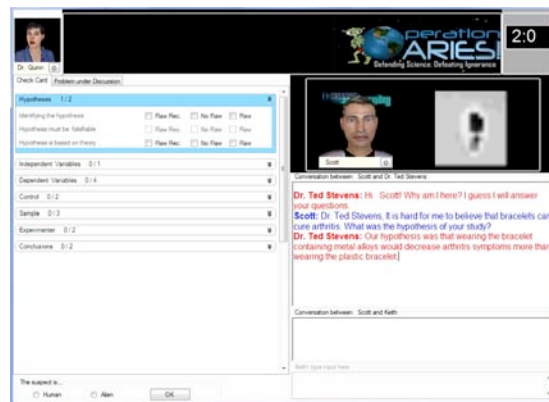 Operation
ARIES!
Defending Science: Defeating Ignorance
2:0
Dr. Quinn
Check Card Problem under Discussion
Hypotheses 1 / 2
Identifying the hypothesis Flaw Rec. No Flaw Flaw
Hypothesis must be falsifiable Flaw Rec No Flaw Flaw
Hypothesis is based on theory Flaw Rec. No Flaw Flaw
Independent Variables 0 / 1
Dependent Variables 0 / 4
Control 0 / 2
Sample 0 / 3
Experimenter 0 / 2
Conclusions 0 / 2
The suspect is...
Human Alien OK
Scott
Conversation between Scott and Dr. Ted Stevens
Dr. Ted Stevens: Hi Scott! Why am I here? I guess I will answer
your questions.
Scott: Dr. Ted Stevens, It is hard for me to believe that bracelets can
cure arthritis. What was the hypothesis of your study?
Dr. Ted Stevens: Our hypothesis was that wearing the bracelet
containing metal alloys would decrease arthritis symptoms more than
wearing the plastic bracelet.
Conversation between Scott and Keith
type input here